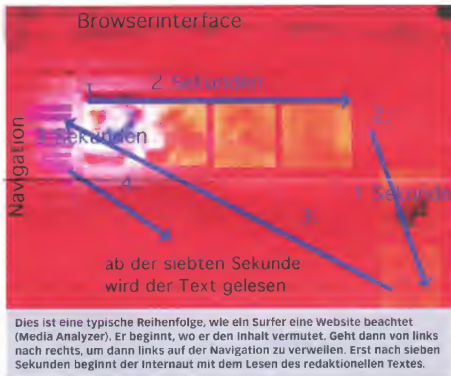 Browserinterface
1.
2 Sekunden
2.
3 Sekunden
Navigation
4.
1 Sekunde
3.
ab der siebten Sekunde
wird der Text gelesen
Dies ist eine typische Reihenfolge, wie ein Surfer eine Website beachtet
(Media Analyzer). Er beginnt, wo er den Inhalt vermutet. Geht dann von links
nach rechts, um dann links auf der Navigation zu verweilen. Erst nach sieben
Sekunden beginnt der Internaut mit dem Lesen des redaktionellen Textes.